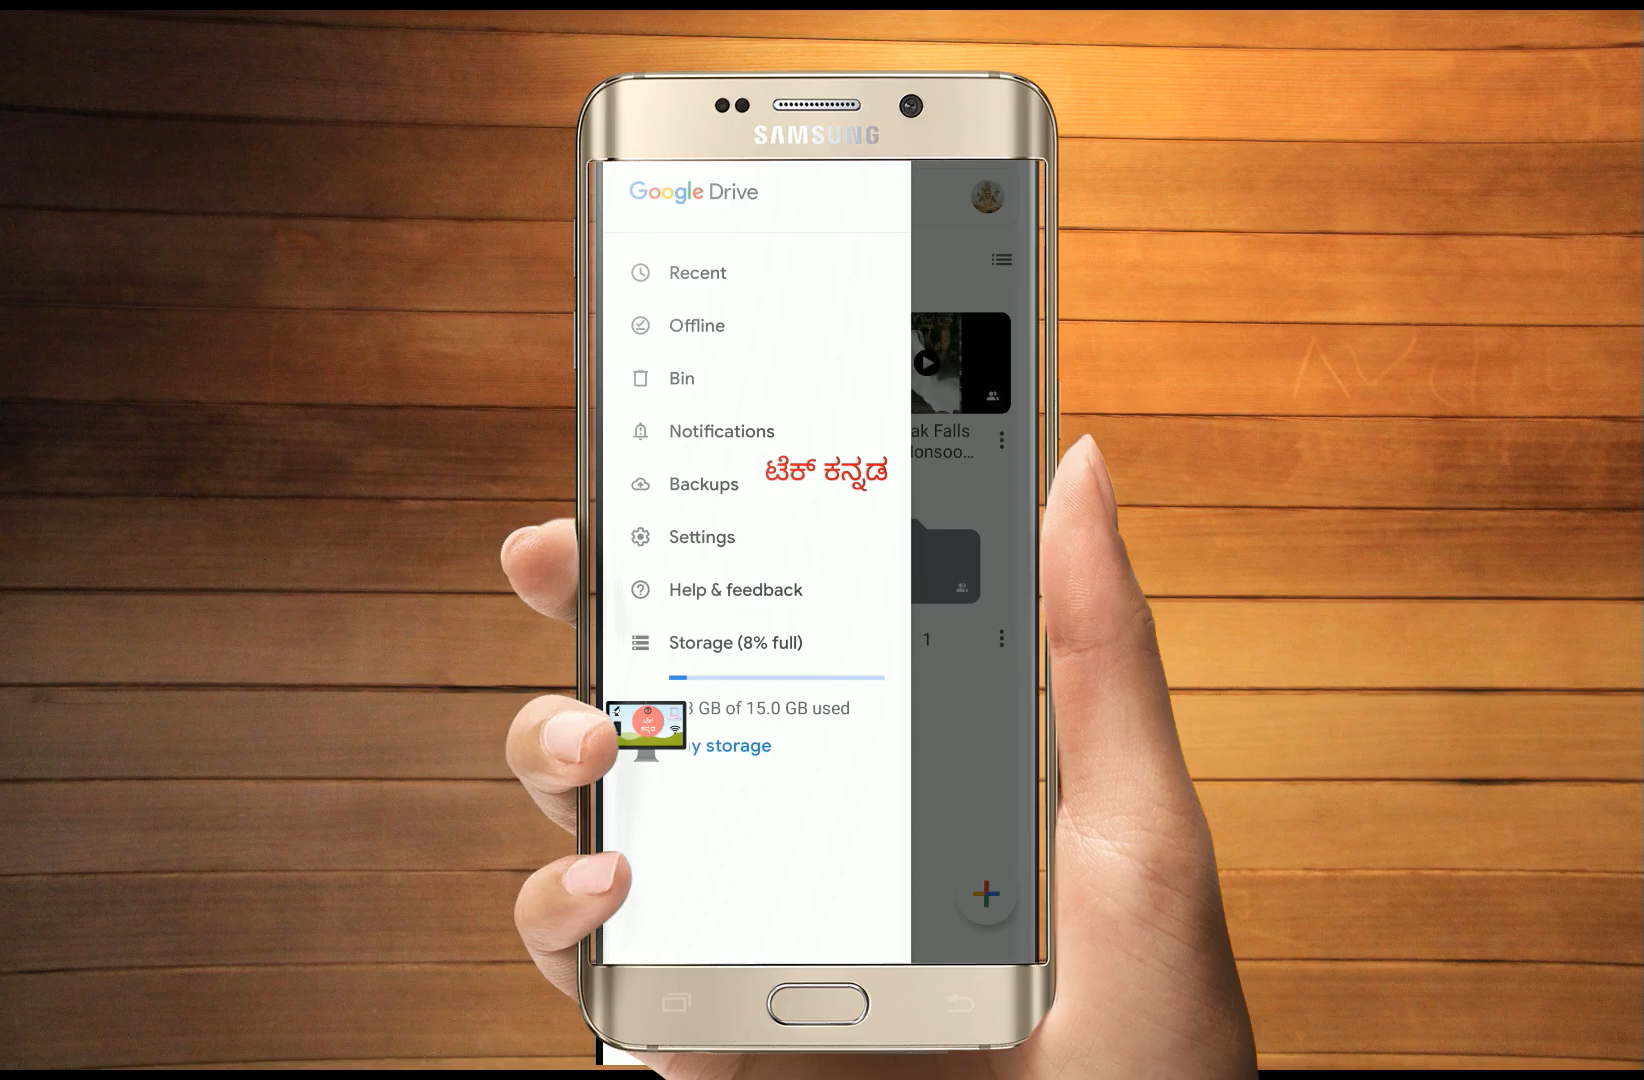 SAMSUNG
Google Drive
Recent
Offline
Bin
Notifications
ಟೆಕ್ ಕನ್ನಡ
Backups
Settings
Help & feedback
Storage (8% full)
GB of 15.0 GB used
storage
ak Falls
onsoo...
1